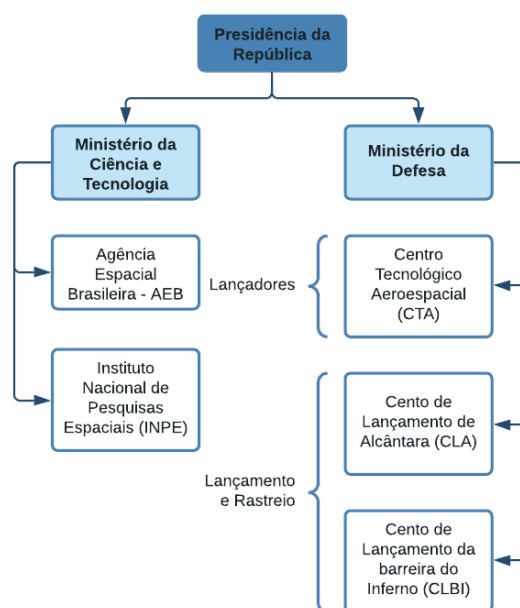 Presidência da
República
Ministério da
Ciência e
Tecnologia
Ministério da
Defesa
Agência
Espacial
Brasileira - AEB
Lançadores
Centro
Tecnológico
Aeroespacial
(CTA)
Instituto
Nacional de
Pesquisas
Espaciais (INPE)
Cento de
Lançamento de
Alcântara (CLA)
Lançamento
e Rastreio
Cento de
Lançamento da
barreira do
Inferno (CLBI)